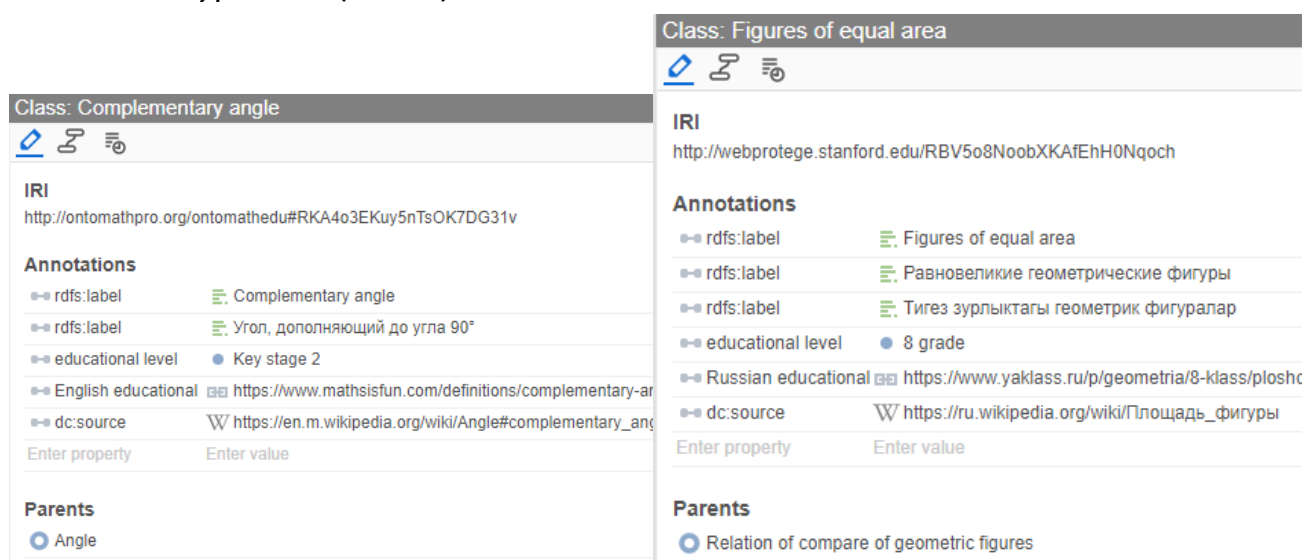 Class: Complementary angle
IRI
http://ontomathpro.org/ontomathedu#RKA4o3EKuy5nTsOK7DG31v
Annotations
rdfs:label Complementary angle
rdfs:label Угол, дополняющий до угла 90°
educational level Key stage 2
English educational https://www.mathsisfun.com/definitions/complementary-an
dc:source https://en.m.wikipedia.org/wiki/Angle#complementary_ang
Enter property Enter value
Parents
Angle
Class: Figures of equal area
IRI
http://webprotege.stanford.edu/RBV5o8NoobXKAfEhH0Nqoch
Annotations
rdfs:label Figures of equal area
rdfs:label Равновеликие геометрические фигуры
rdfs:label Тигез зурлыктагы геометрик фигуралар
educational level 8 grade
Russian educational https://www.yaklass.ru/p/geometria/8-klass/plosho
dc:source https://ru.wikipedia.org/wiki/Площадь_фигуры
Enter property Enter value
Parents
Relation of compare of geometric figures